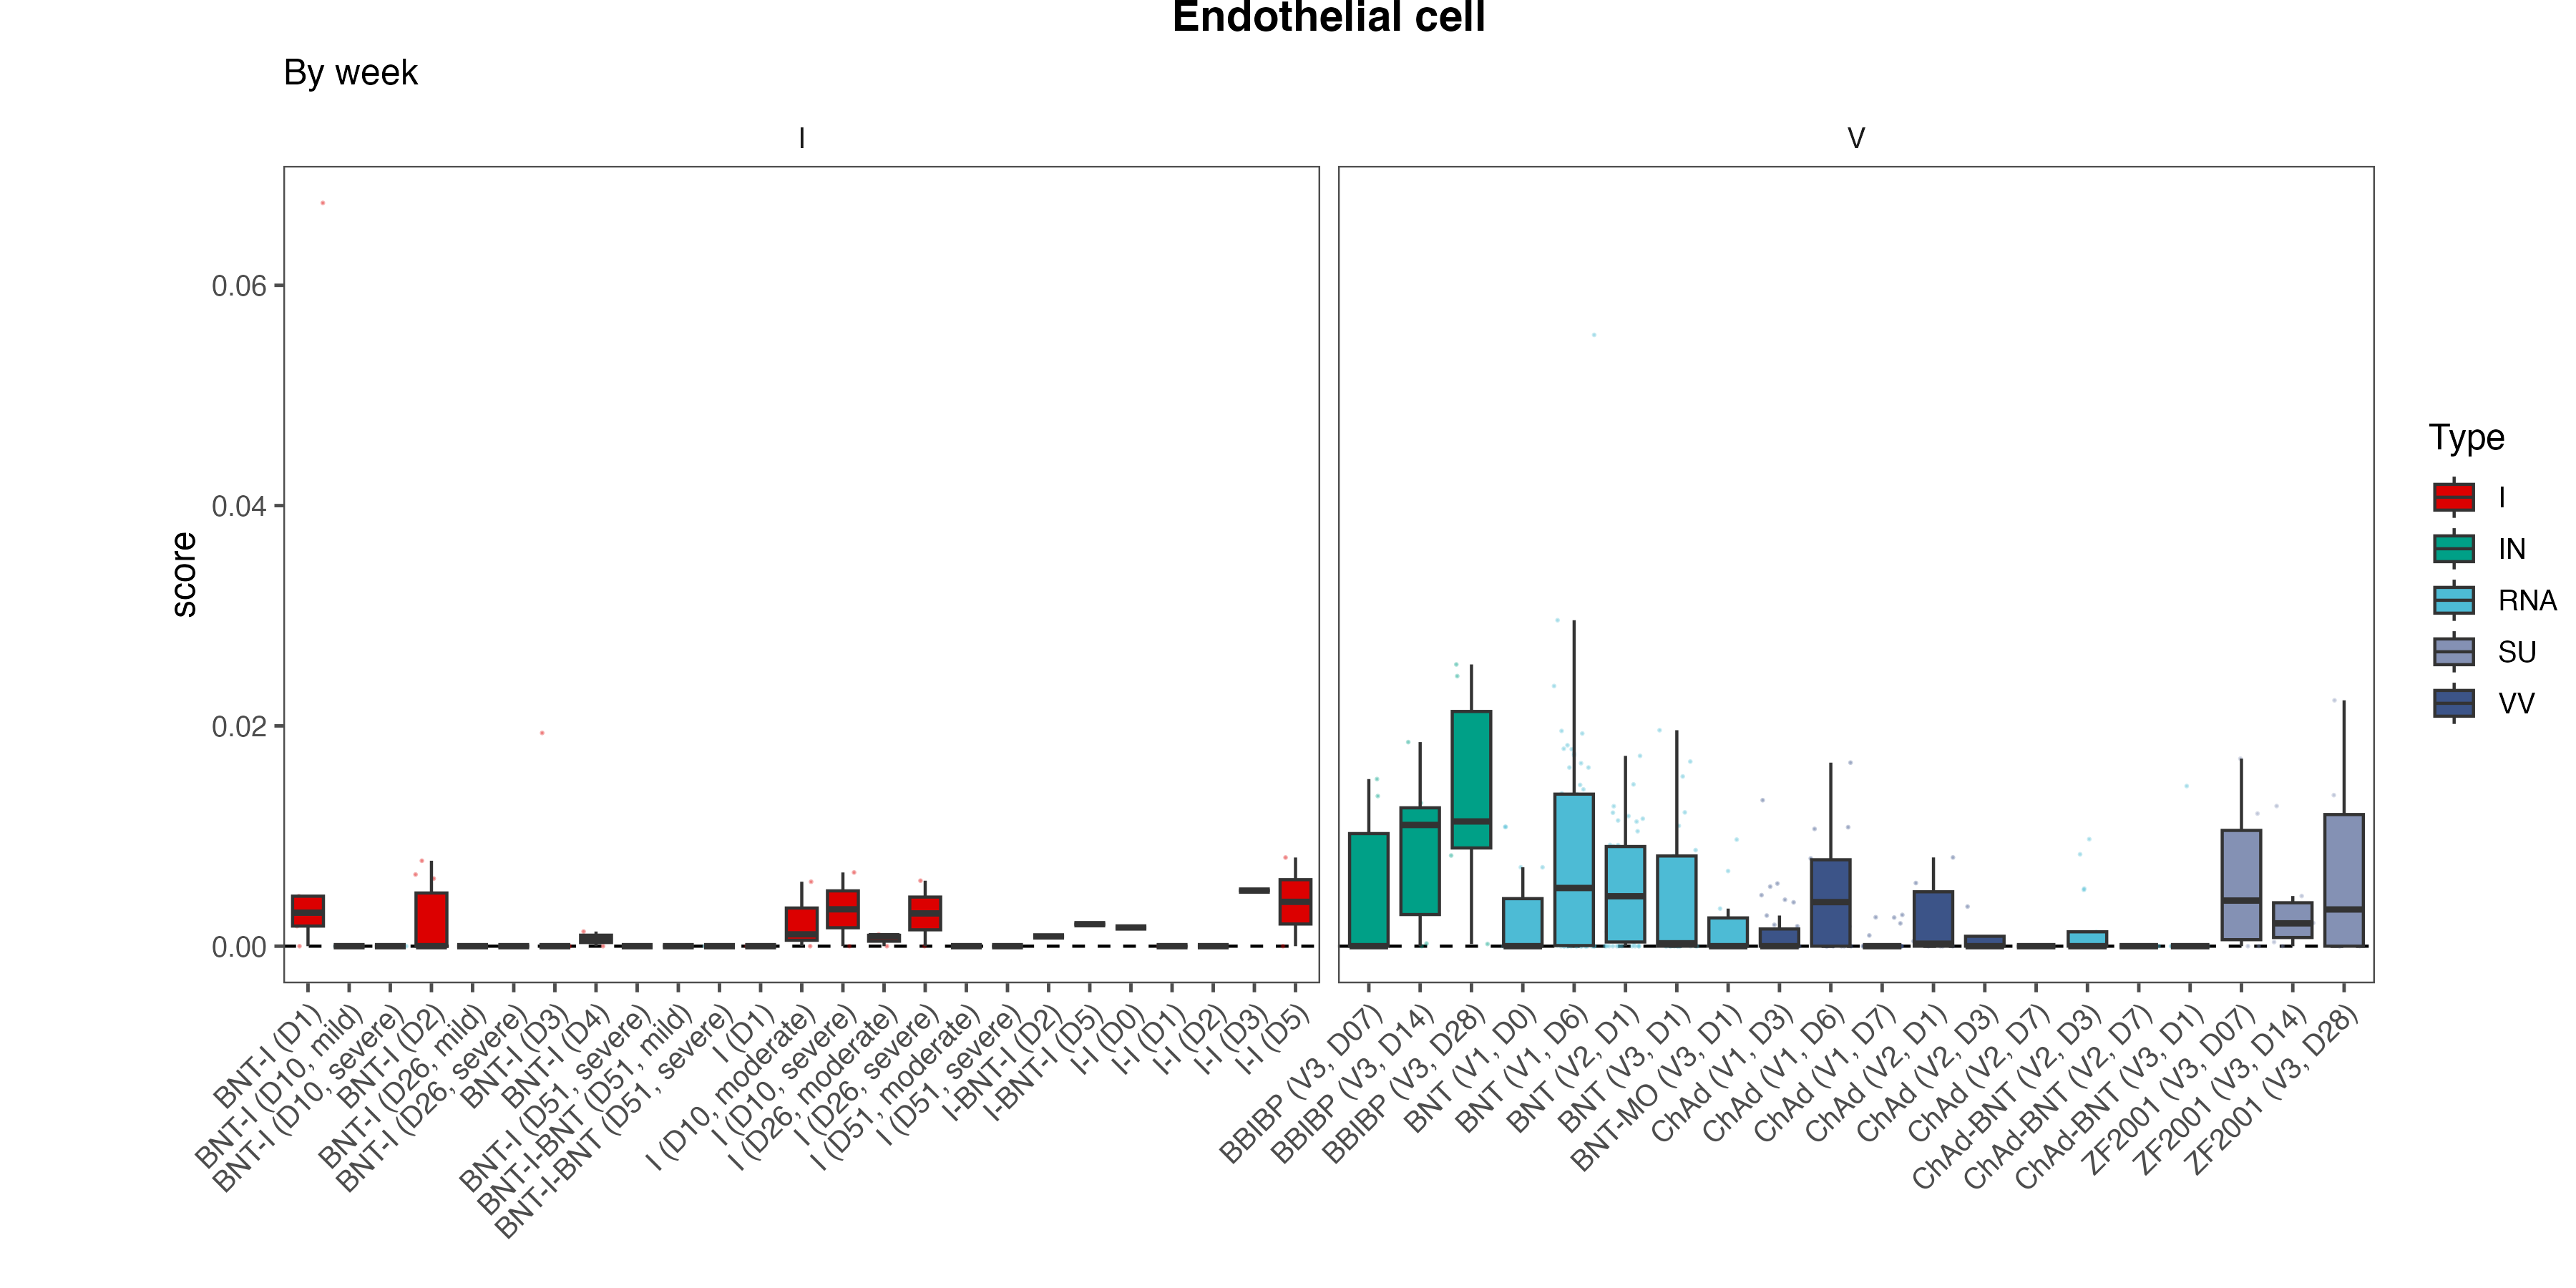 Endothelial cell
By week
I
V
score
0.06
0.04
0.02
0.00
BNT-I (D1)
BNT-I (D10, mild)
BNT-I (D10, severe)
BNT-I (D2)
BNT-I (D26, mild)
BNT-I (D26, severe)
BNT-I (D3)
BNT-I (D4)
BNT-I (D51, severe)
BNT-I-BNT (D51, mild)
BNT-I-BNT (D51, severe)
I (D1)
I (D10, moderate)
I (D10, severe)
I (D26, moderate)
I (D26, severe)
I (D51, moderate)
I (D51, severe)
I-BNT-I (D2)
I-BNT-I (D5)
I-I (D0)
I-I (D1)
I-I (D2)
I-I (D3)
I-I (D5)
BBIBP (V3, D07)
BBIBP (V3, D14)
BBIBP (V3, D28)
BNT (V1, D0)
BNT (V1, D6)
BNT (V2, D1)
BNT (V3, D1)
BNT-MO (V3, D1)
ChAd (V1, D3)
ChAd (V1, D6)
ChAd (V1, D7)
ChAd (V2, D1)
ChAd (V2, D3)
ChAd (V2, D7)
ChAd-BNT (V2, D3)
ChAd-BNT (V2, D7)
ChAd-BNT (V3, D1)
ZF2001 (V3, D07)
ZF2001 (V3, D14)
ZF2001 (V3, D28)
Type
I
IN
RNA
SU
VV